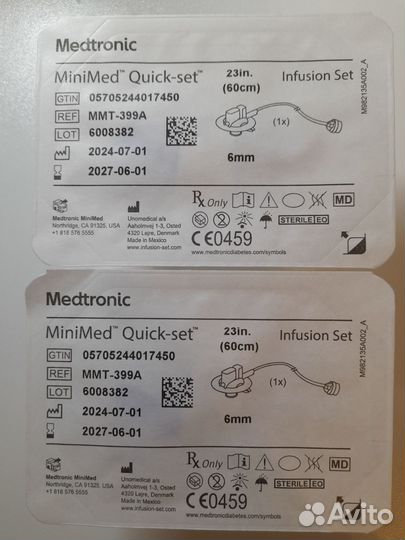 Medtronic
MiniMed™ Quick-set™ 23in. (60cm) Infusion Set
GTIN 05705244017450
REF MMT-399A
LOT 6008382 (1x)
2024-07-01
2027-06-01 6mm
M982135A002_A
Medtronic MiniMed
Northridge, CA 91325, USA
+1 818 576 5555
Unomedical a/s
Aaholmvej 1-3, Osted
4320 Lejre, Denmark
Made in Mexico
www.infusion-set.com
Rx Only MD
STERILE EO
CE0459
www.medtronicdiabetes.com/symbols
Medtronic
MiniMed™ Quick-set™ 23in. (60cm) Infusion Set
GTIN 05705244017450
REF MMT-399A
LOT 6008382 (1x)
2024-07-01
2027-06-01 6mm
M982135A002_A
Medtronic MiniMed
Northridge, CA 91325, USA
+1 818 576 5555
Unomedical a/s
Aaholmvej 1-3, Osted
4320 Lejre, Denmark
Made in Mexico
www.infusion-set.com
Rx Only MD
STERILE EO
CE0459
www.medtronicdiabetes.com/symbols
Avito